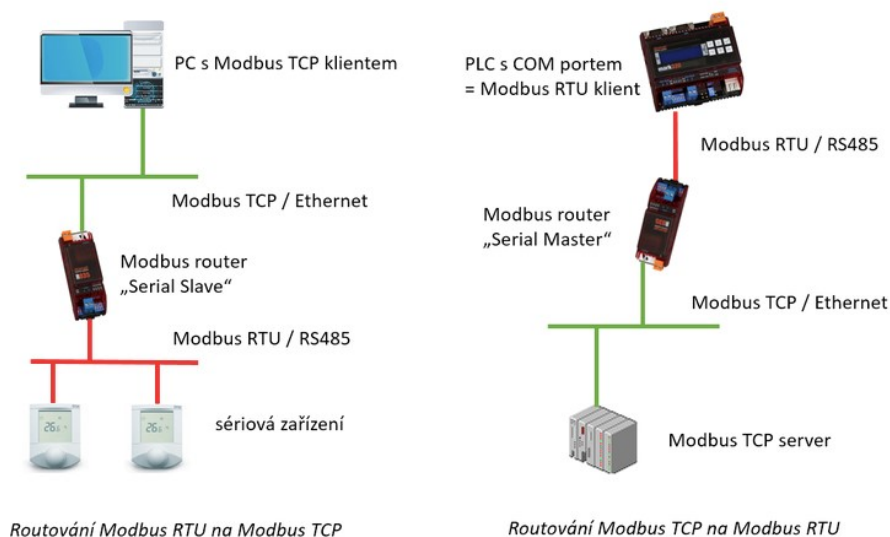 PC s Modbus TCP klientem
Modbus TCP / Ethernet
Modbus router
„Serial Slave“
Modbus RTU / RS485
sériová zařízení
Routování Modbus RTU na Modbus TCP
PLC s COM portem
= Modbus RTU klient
Modbus RTU / RS485
Modbus router
„Serial Master“
Modbus TCP / Ethernet
Modbus TCP server
Routování Modbus TCP na Modbus RTU